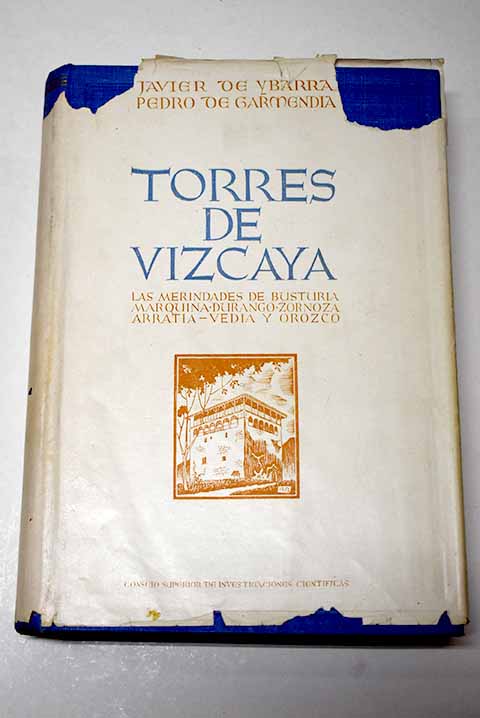 JAVIER DE YBARRA
PEDRO DE GARMENDIA
TORRES
DE
VIZCAYA
LAS MERINDADES DE BUSTURIA
MARQUINA·DURANGO·ZORNOZA
ARRATIA–VEDIA Y OROZCO
CONSEJO SUPERIOR DE INVESTIGACIONES CIENTIFICAS